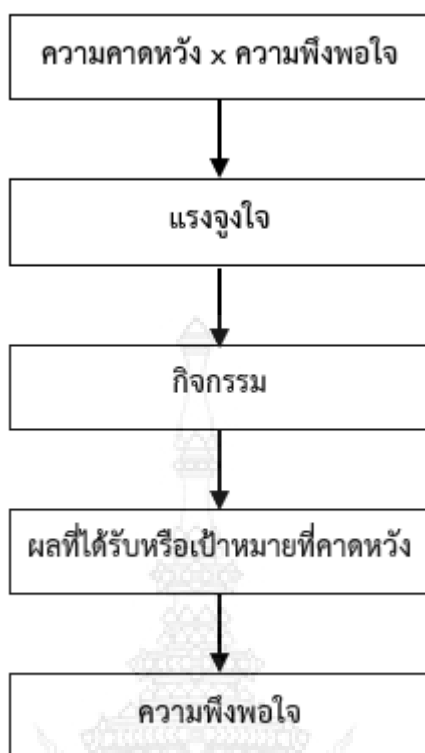 ความคาดหวัง x ความพึงพอใจ
แรงจูงใจ
กิจกรรม
ผลที่ได้รับหรือเป้าหมายที่คาดหวัง
ความพึงพอใจ